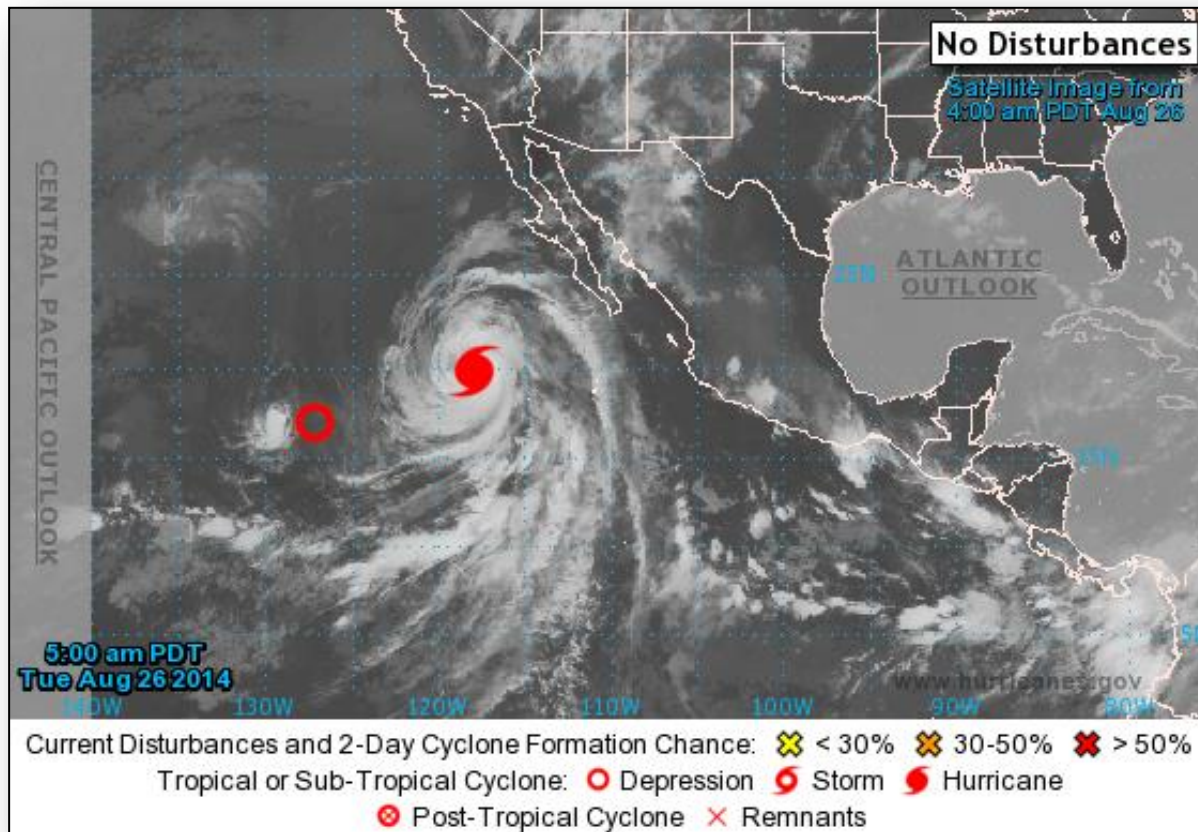 No Disturbances
Satellite Image from
4:00 am PDT Aug 26
CENTRAL PACIFIC OUTLOOK
ATLANTIC
OUTLOOK
25N
15N
5:00 am PDT
Tue Aug 26 2014
www.hurricanes.gov
140W 130W 120W 110W 100W 90W 80W
Current Disturbances and 2-Day Cyclone Formation Chance: < 30% 30-50% > 50%
Tropical or Sub-Tropical Cyclone: Depression Storm Hurricane
Post-Tropical Cyclone Remnants